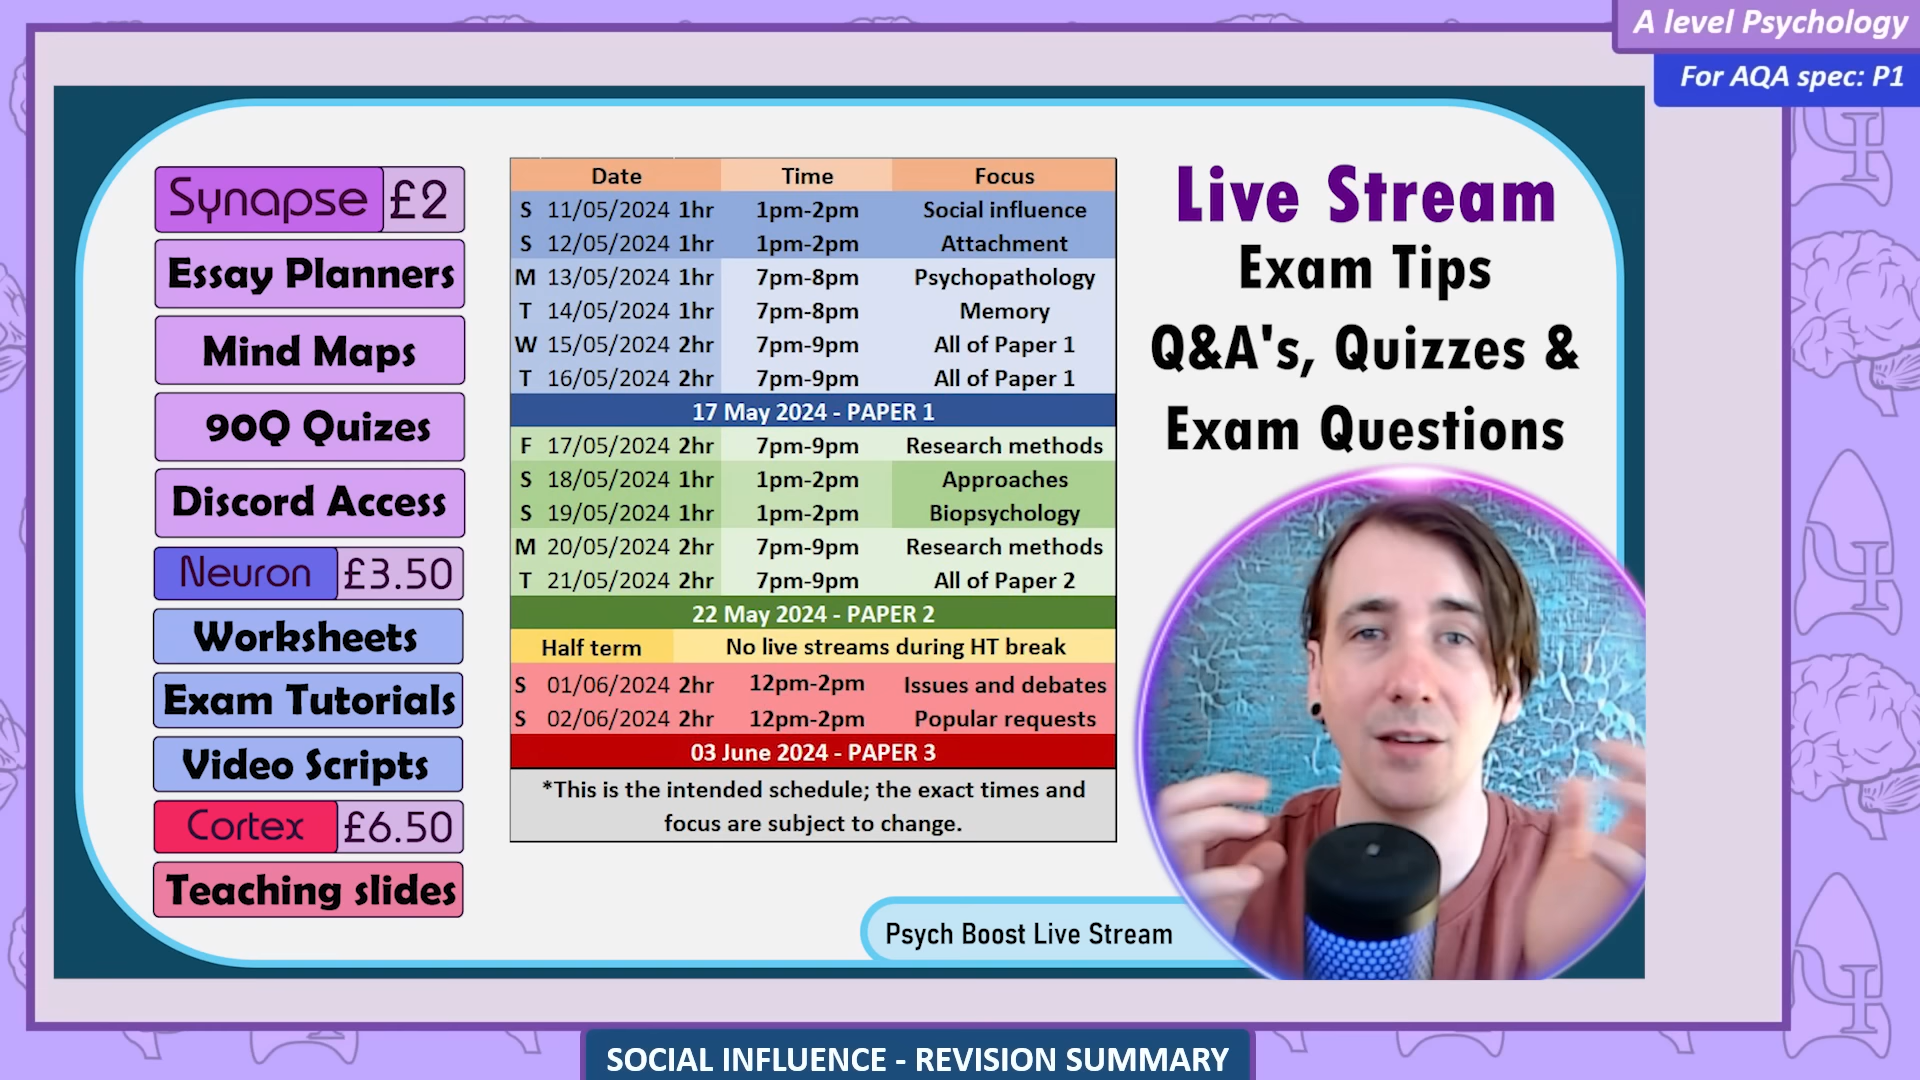 A level Psychology
For AQA spec: P1
Synapse £2
Essay Planners
Mind Maps
90Q Quizes
Discord Access
Neuron £3.50
Worksheets
Exam Tutorials
Video Scripts
Cortex £6.50
Teaching slides
Date Time Focus
S 11/05/2024 1hr 1pm-2pm Social influence
S 12/05/2024 1hr 1pm-2pm Attachment
M 13/05/2024 1hr 7pm-8pm Psychopathology
T 14/05/2024 1hr 7pm-8pm Memory
W 15/05/2024 2hr 7pm-9pm All of Paper 1
T 16/05/2024 2hr 7pm-9pm All of Paper 1
17 May 2024 - PAPER 1
F 17/05/2024 2hr 7pm-9pm Research methods
S 18/05/2024 1hr 1pm-2pm Approaches
S 19/05/2024 1hr 1pm-2pm Biopsychology
M 20/05/2024 2hr 7pm-9pm Research methods
T 21/05/2024 2hr 7pm-9pm All of Paper 2
22 May 2024 - PAPER 2
Half term No live streams during HT break
S 01/06/2024 2hr 12pm-2pm Issues and debates
S 02/06/2024 2hr 12pm-2pm Popular requests
03 June 2024 - PAPER 3
*This is the intended schedule; the exact times and
focus are subject to change.
Live Stream
Exam Tips
Q&A's, Quizzes &
Exam Questions
Psych Boost Live Stream
SOCIAL INFLUENCE - REVISION SUMMARY